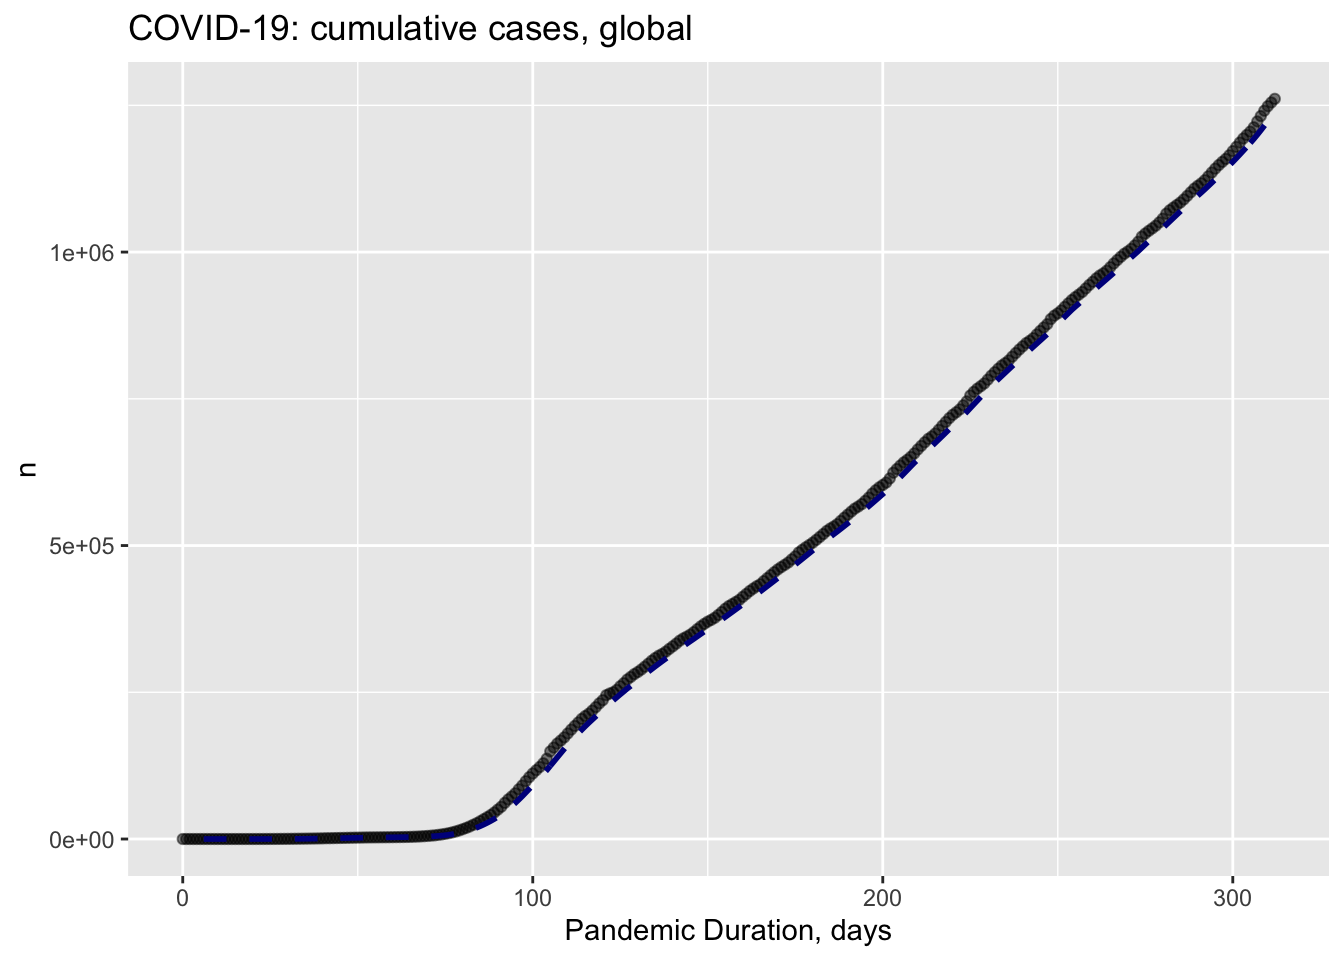 COVID-19: cumulative cases, global
1e+06
5e+05
0e+00
n
0 100 200 300
Pandemic Duration, days